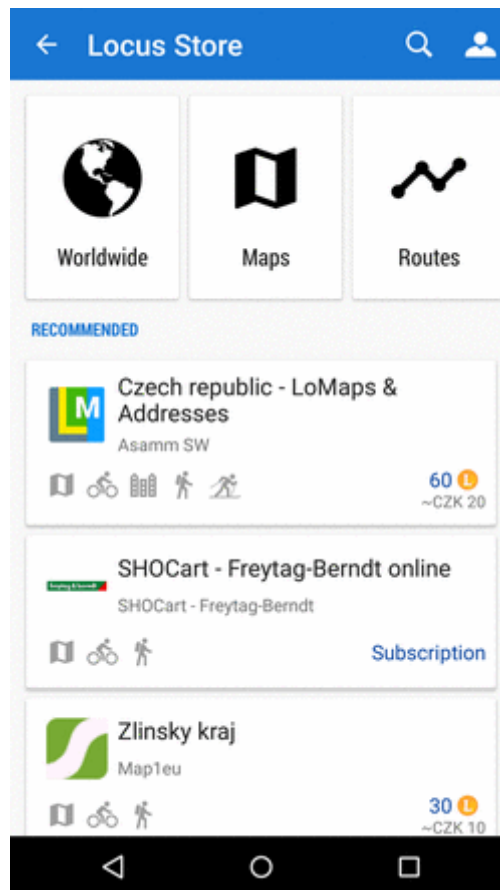 Locus Store
Worldwide
Maps
Routes
RECOMMENDED
Czech republic - LoMaps &
Addresses
Asamm SW
60 L
~CZK 20
SHOCart - Freytag-Berndt online
SHOCart - Freytag-Berndt
Subscription
Zlinsky kraj
Map1eu
30 L
~CZK 10